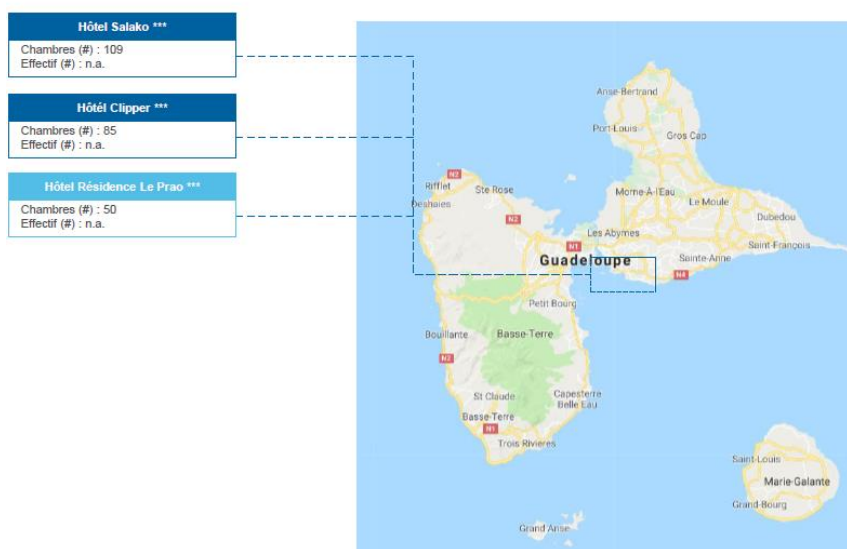 Hôtel Salako ***
Chambres (#) : 109
Effectif (#) : n.a.
Hôtél Clipper ***
Chambres (#) : 85
Effectif (#) : n.a.
Hôtel Résidence Le Prao ***
Chambres (#) : 50
Effectif (#) : n.a.
Anse-Bertrand
Port-Louis
Gros Cap
N2
Rifflet
Ste Rose
Morne-À-l'Eau
Deshaies
Le Moule
N2
Dubedou
Les Abymes
N1
Saint-François
Guadeloupe
Sainte-Anne
N4
Petit Bourg
Bouillante
Basse-Terre
N2
St Claude
Capesterre
Belle Eau
Basse-Terre
N1
Trois Rivieres
Saint-Louis
Marie-Galante
Grand-Bourg
Grand Anse